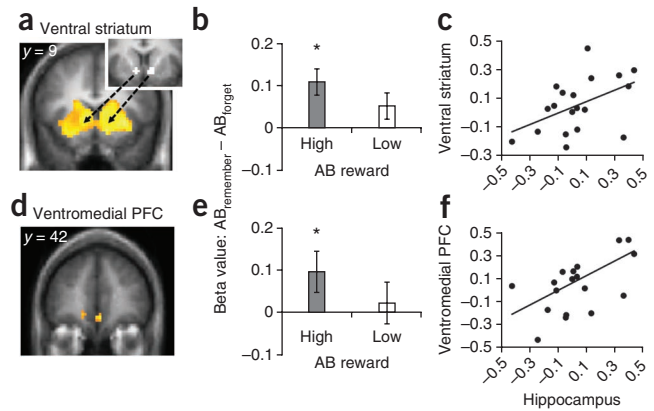 a Ventral striatum
y = 9
b
0.2
0.1
0
–0.1
*
High Low
AB reward
c
Ventral striatum
0.5
0.3
0.1
–0.1
–0.3
–0.5 –0.3 –0.1 0.1 0.3 0.5
d Ventromedial PFC
y = 42
e
Beta value: ABremember – ABforget
0.2
0.1
0
–0.1
*
High Low
AB reward
f
Ventromedial PFC
0.5
0.3
0.1
–0.1
–0.3
–0.5
–0.5 –0.3 –0.1 0.1 0.3 0.5
Hippocampus